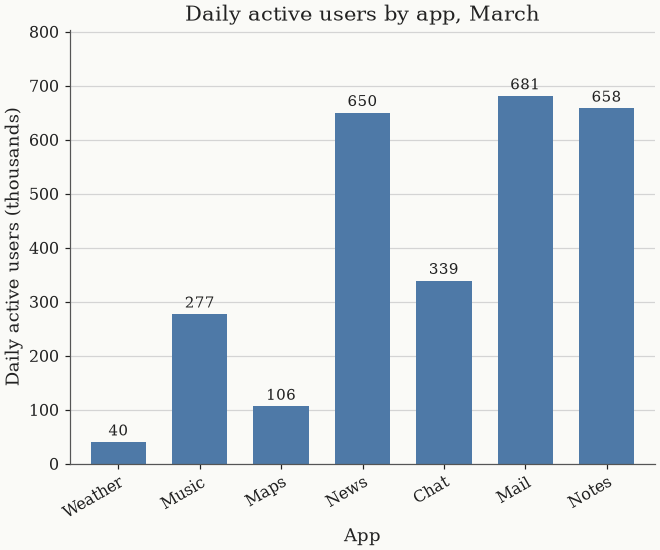 Daily active users by app, March
Daily active users (thousands)
800
700
600
500
400
300
200
100
0
40
277
106
650
339
681
658
Weather
Music
Maps
News
Chat
Mail
Notes
App